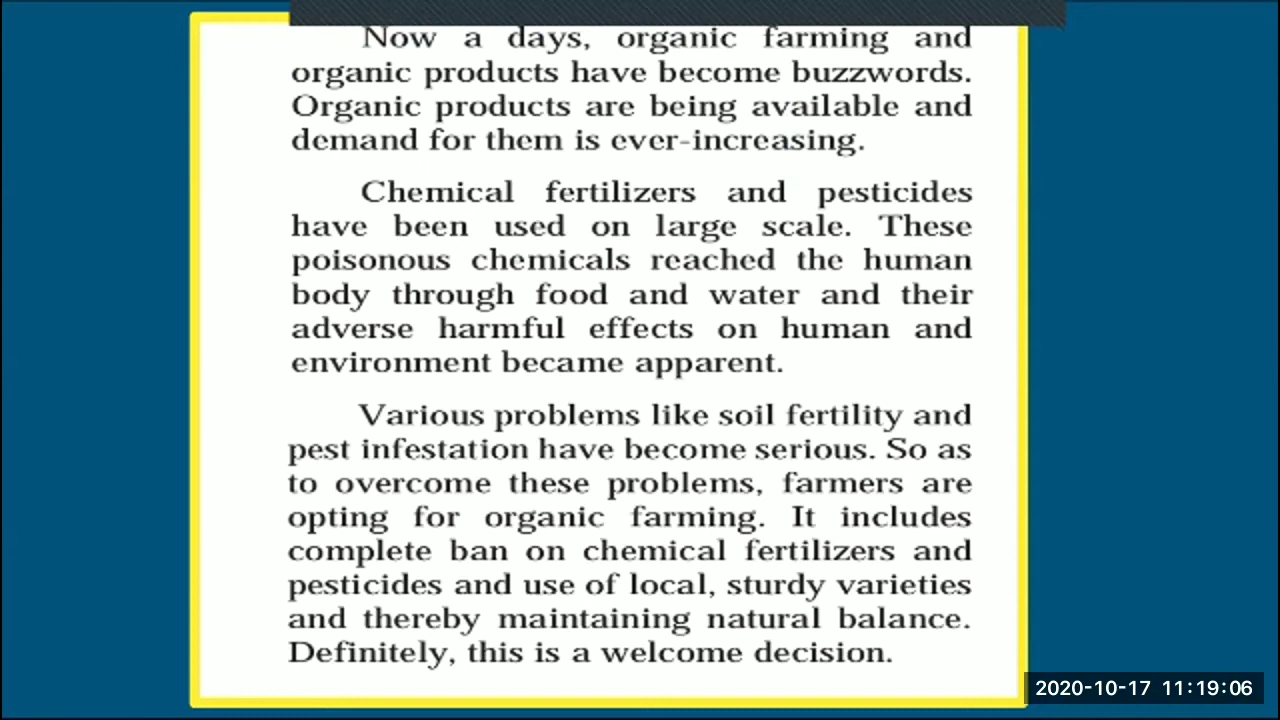 Now a days, organic farming and
organic products have become buzzwords.
Organic products are being available and
demand for them is ever-increasing.
Chemical fertilizers and pesticides
have been used on large scale. These
poisonous chemicals reached the human
body through food and water and their
adverse harmful effects on human and
environment became apparent.
Various problems like soil fertility and
pest infestation have become serious. So as
to overcome these problems, farmers are
opting for organic farming. It includes
complete ban on chemical fertilizers and
pesticides and use of local, sturdy varieties
and thereby maintaining natural balance.
Definitely, this is a welcome decision.
2020-10-17 11:19:06